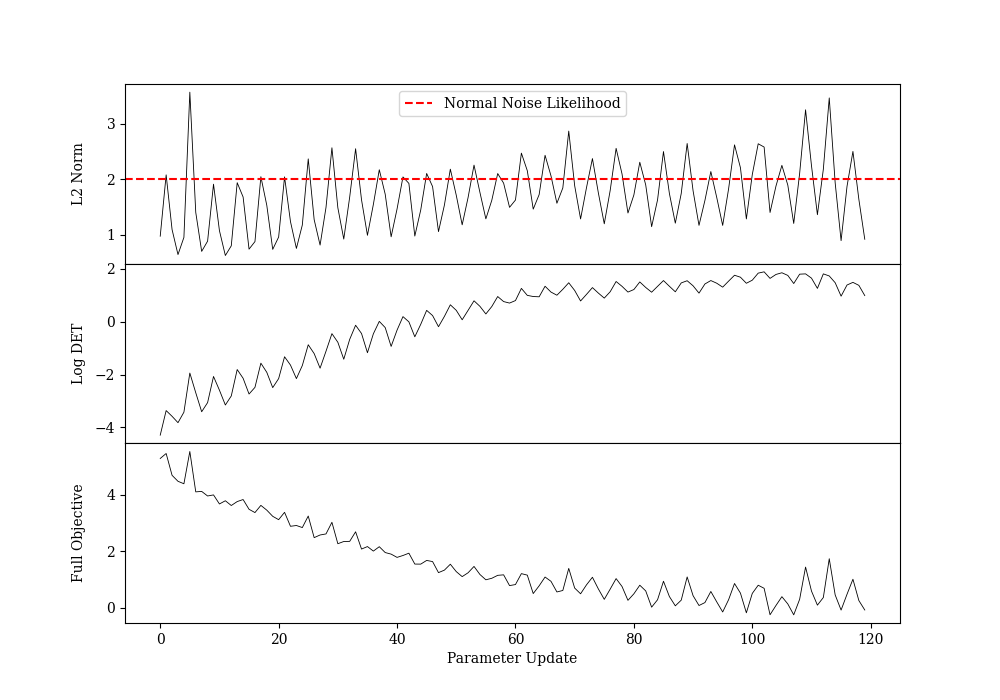 Normal Noise Likelihood
L2 Norm
3
2
1
Log DET
2
0
−2
−4
Full Objective
4
2
0
0 20 40 60 80 100 120
Parameter Update